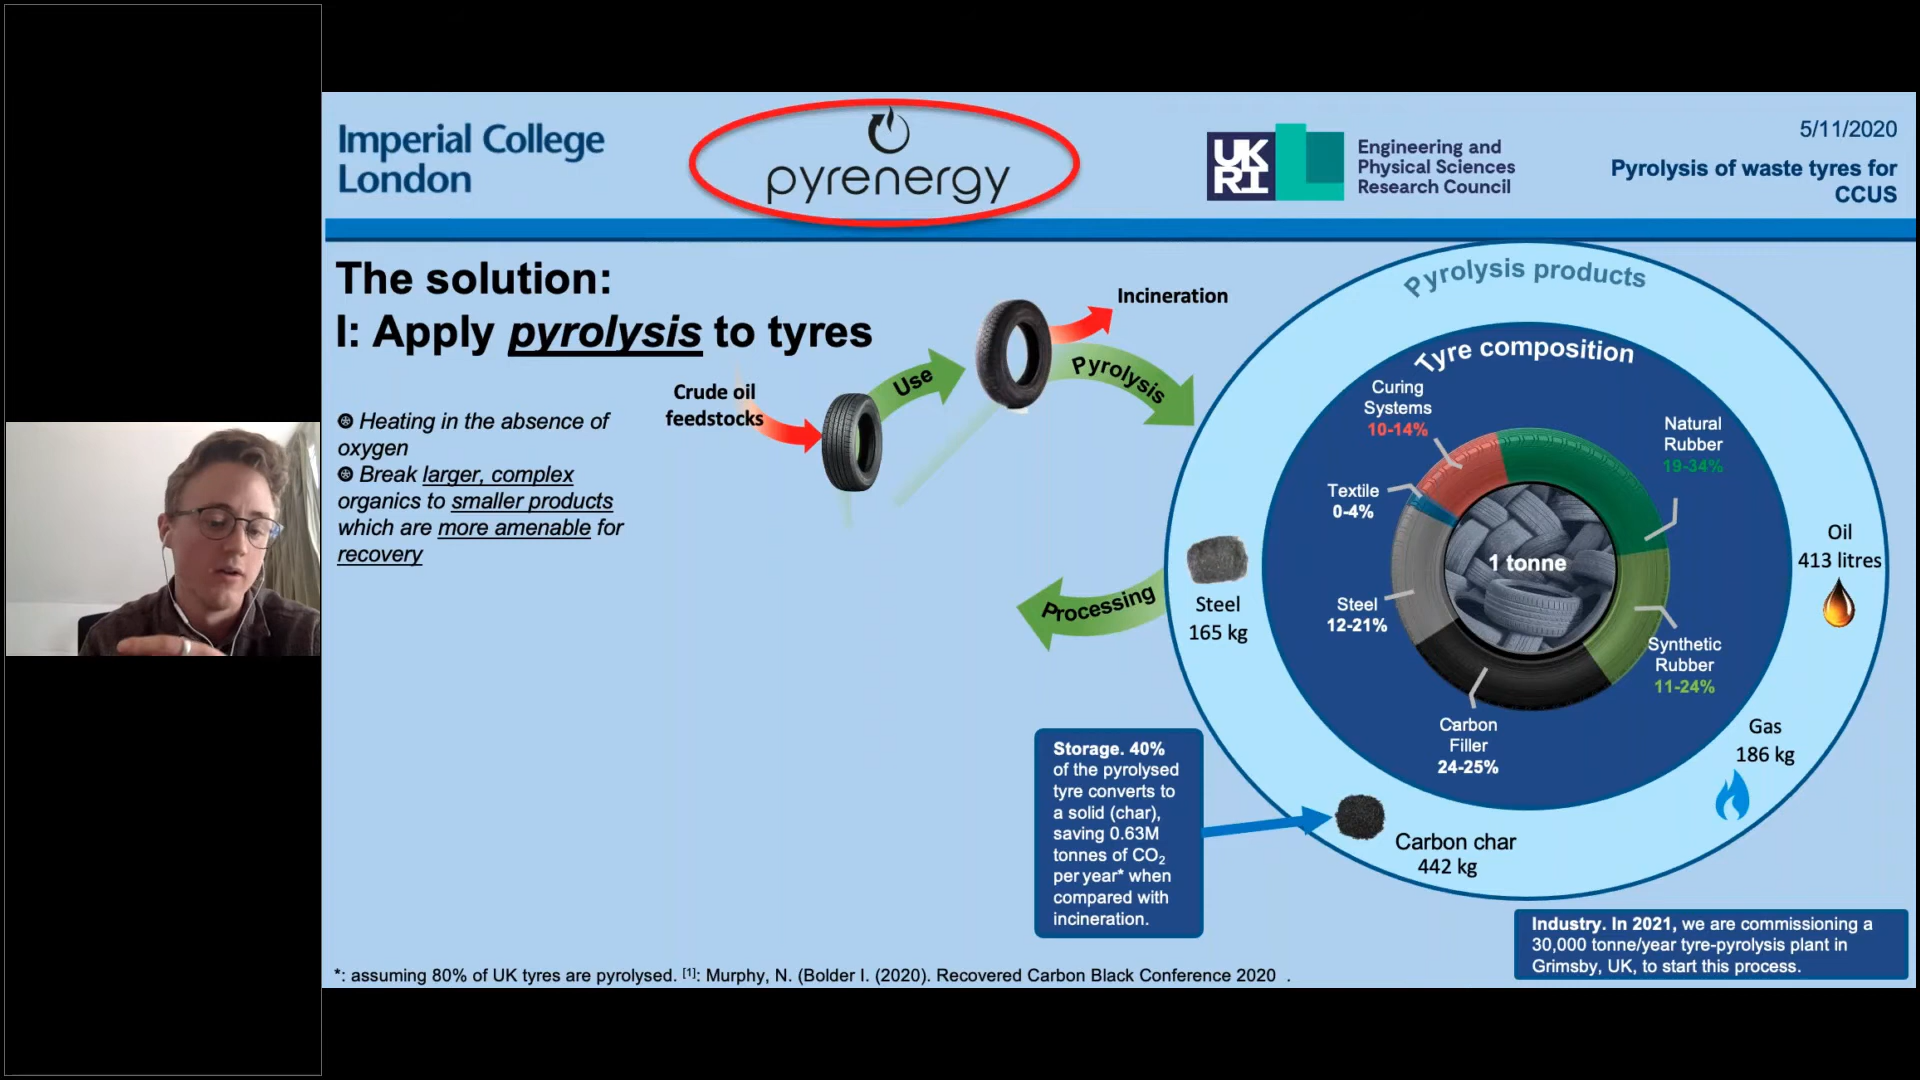 Imperial College
London
pyrenergy
UK
RI
Engineering and
Physical Sciences
Research Council
5/11/2020
Pyrolysis of waste tyres for
CCUS
The solution:
I: Apply pyrolysis to tyres
Heating in the absence of
oxygen
Break larger, complex
organics to smaller products
which are more amenable for
recovery
Crude oil
feedstocks
Use
Incineration
Pyrolysis
Processing
Pyrolysis products
Tyre composition
Curing
Systems
10-14%
Natural
Rubber
19-34%
Textile
0-4%
1 tonne
Steel
12-21%
Synthetic
Rubber
11-24%
Carbon
Filler
24-25%
Steel
165 kg
Oil
413 litres
Gas
186 kg
Carbon char
442 kg
Storage. 40%
of the pyrolysed
tyre converts to
a solid (char),
saving 0.63M
tonnes of CO₂
per year* when
compared with
incineration.
Industry. In 2021, we are commissioning a
30,000 tonne/year tyre-pyrolysis plant in
Grimsby, UK, to start this process.
*: assuming 80% of UK tyres are pyrolysed. [1]: Murphy, N. (Bolder I. (2020). Recovered Carbon Black Conference 2020 .